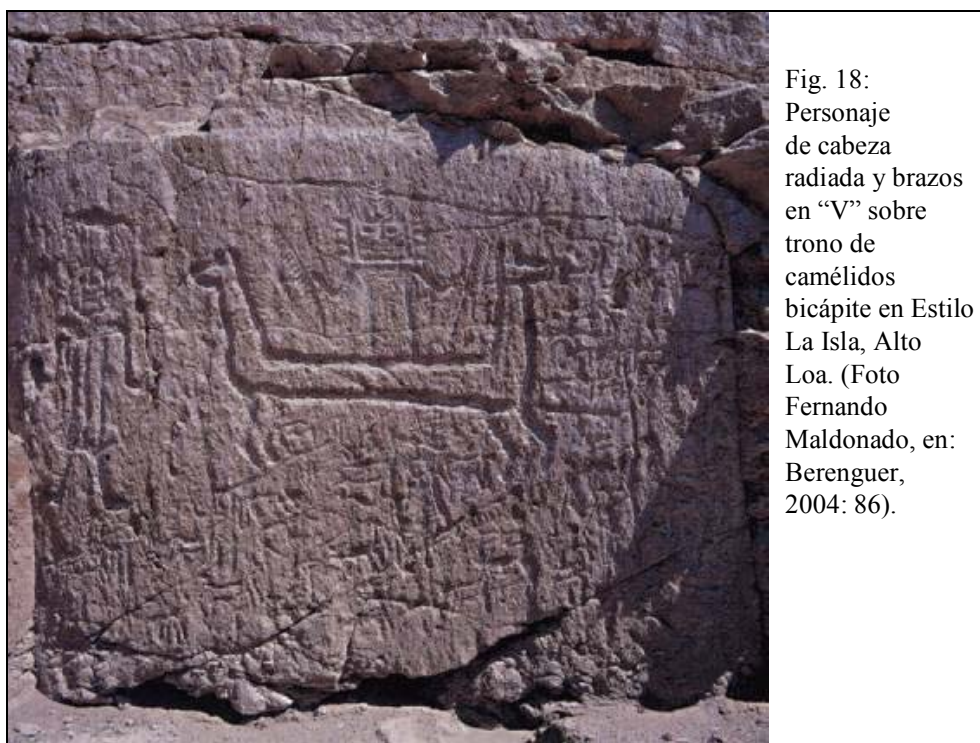 Fig. 18:
Personaje
de cabeza
radiada y brazos
en “V” sobre
trono de
camélidos
bicápite en Estilo
La Isla, Alto
Loa. (Foto
Fernando
Maldonado, en:
Berenguer,
2004: 86).